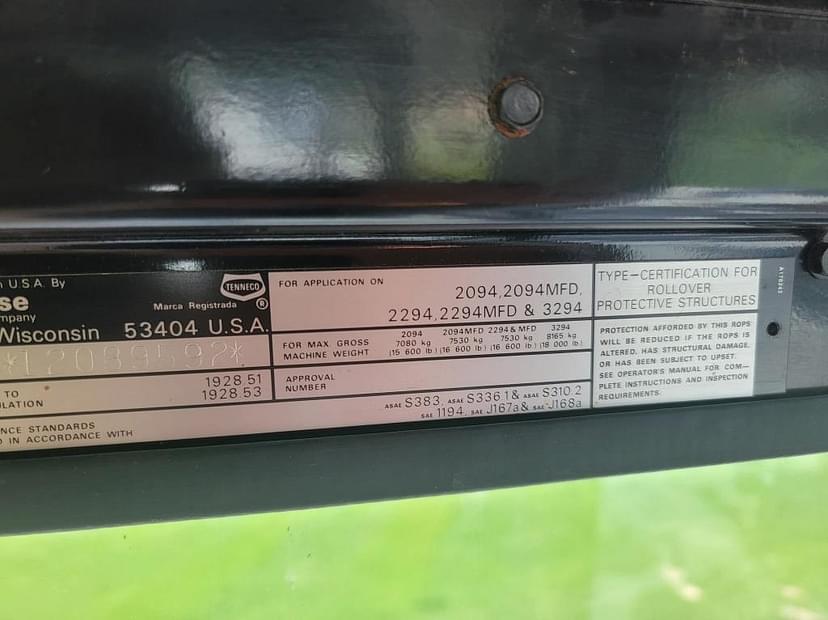 n U.S.A. By
se
mpany
Wisconsin 53404 U.S.A.
TENNECO
Marca Registrada ®
TO
ULATION
1928.51
1928.53
NCE STANDARDS
D IN ACCORDANCE WITH
ASAE S383, ASAE S336.1 & ASAE S310.2
SAE 1194, SAE J167a & SAE J168a
FOR APPLICATION ON
2094, 2094MFD,
2294, 2294MFD & 3294
FOR MAX. GROSS
MACHINE WEIGHT
2094 2094MFD 2294 & MFD 3294
7080 kg 7530 kg 7530 kg 8165 kg
(15 600 lb) (16 600 lb) (16 600 lb) (18 000 lb)
APPROVAL
NUMBER
TYPE-CERTIFICATION FOR
ROLLOVER
PROTECTIVE STRUCTURES
PROTECTION AFFORDED BY THIS ROPS
WILL BE REDUCED IF THE ROPS IS
ALTERED, HAS STRUCTURAL DAMAGE,
OR HAS BEEN SUBJECT TO UPSET.
SEE OPERATOR'S MANUAL FOR COM-
PLETE INSTRUCTIONS AND INSPECTION
REQUIREMENTS.